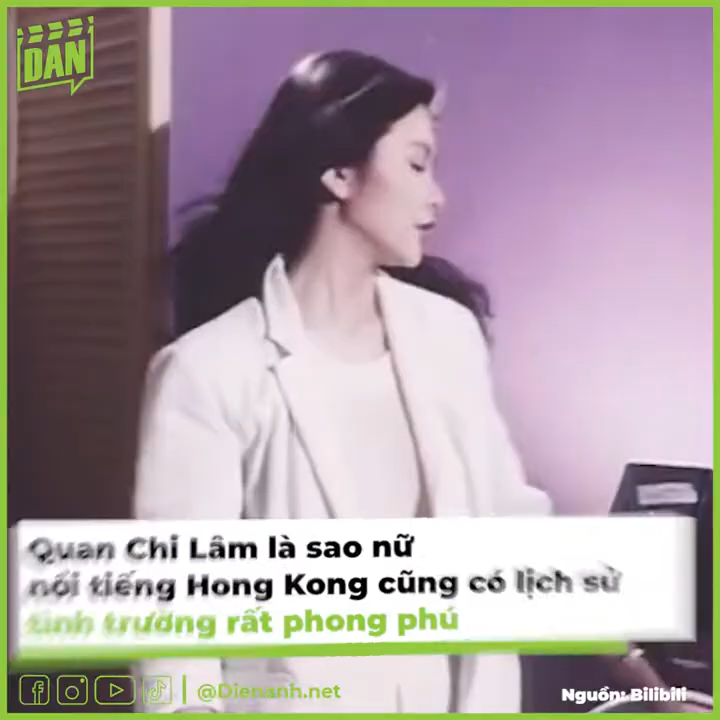 DAN
Quan Chi Lâm là sao nữ
nổi tiếng Hong Kong cũng có lịch sử
tình trường rất phong phú
@Dienanh.net
Nguồn: Bilibili